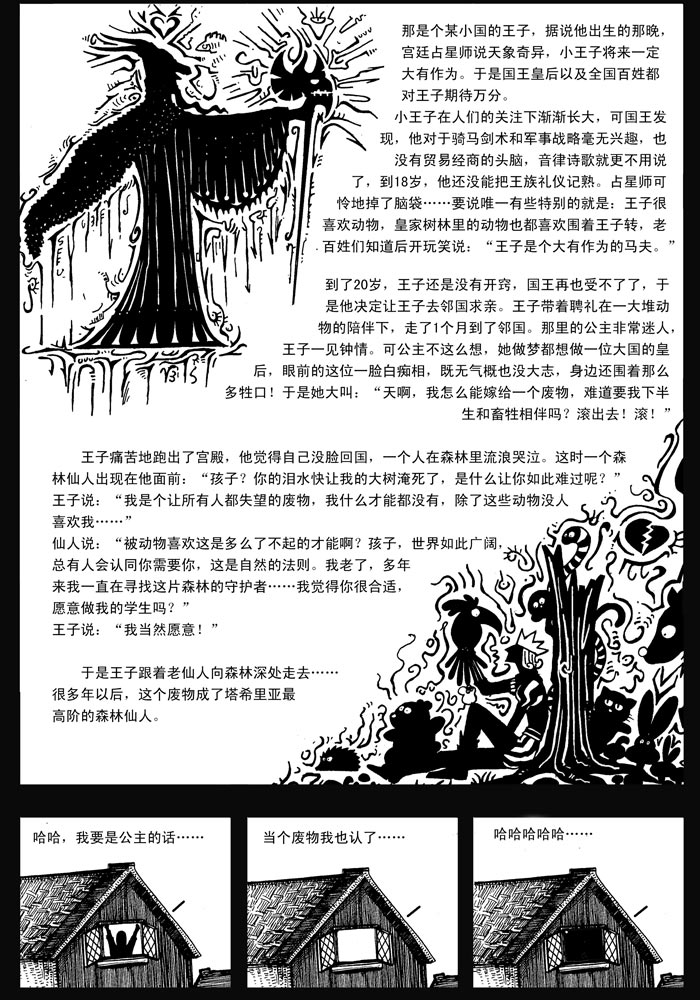 那是个某小国的王子，据说他出生的那晚，
宫廷占星师说天象奇异，小王子将来一定
大有作为。于是国王皇后以及全国百姓都
对王子期待万分。
小王子在人们的关注下渐渐长大，可国王发
现，他对于骑马剑术和军事战略毫无兴趣，也
没有贸易经商的头脑，音律诗歌就更不用说
了，到18岁，他还没能把王族礼仪记熟。占星师可
怜地掉了脑袋……要说唯一有些特别的就是：王子很
喜欢动物，皇家树林里的动物也都喜欢围着王子转，老
百姓们知道后开玩笑说：“王子是个大有作为的马夫。”
到了20岁，王子还是没有开窍，国王再也受不了了，于
是他决定让王子去邻国求亲。王子带着聘礼在一大堆动
物的陪伴下，走了1个月到了邻国。那里的公主非常迷人，
王子一见钟情。可公主不这么想，她做梦都想做一位大国的皇
后，眼前的这位一脸白痴相，既无气概也没大志，身边还围着那么
多牲口！于是她大叫：“天啊，我怎么能嫁给一个废物，难道要我下半
生和畜牲相伴吗？滚出去！滚！”
王子痛苦地跑出了宫殿，他觉得自己没脸回国，一个人在森林里流浪哭泣。这时一个森
林仙人出现在他面前：“孩子？你的泪水快让我的大树淹死了，是什么让你如此难过呢？”
王子说：“我是个让所有人都失望的废物，我什么才能都没有，除了这些动物没人
喜欢我……”
仙人说：“被动物喜欢这是多么了不起的才能啊？孩子，世界如此广阔，
总有人会认同你需要你，这是自然的法则。我老了，多年
来我一直在寻找这片森林的守护者……我觉得你很合适，
愿意做我的学生吗？”
王子说：“我当然愿意！”
于是王子跟着老仙人向森林深处走去……
很多年以后，这个废物成了塔希里亚最
高阶的森林仙人。
哈哈，我要是公主的话……
当个废物我也认了……
哈哈哈哈哈……